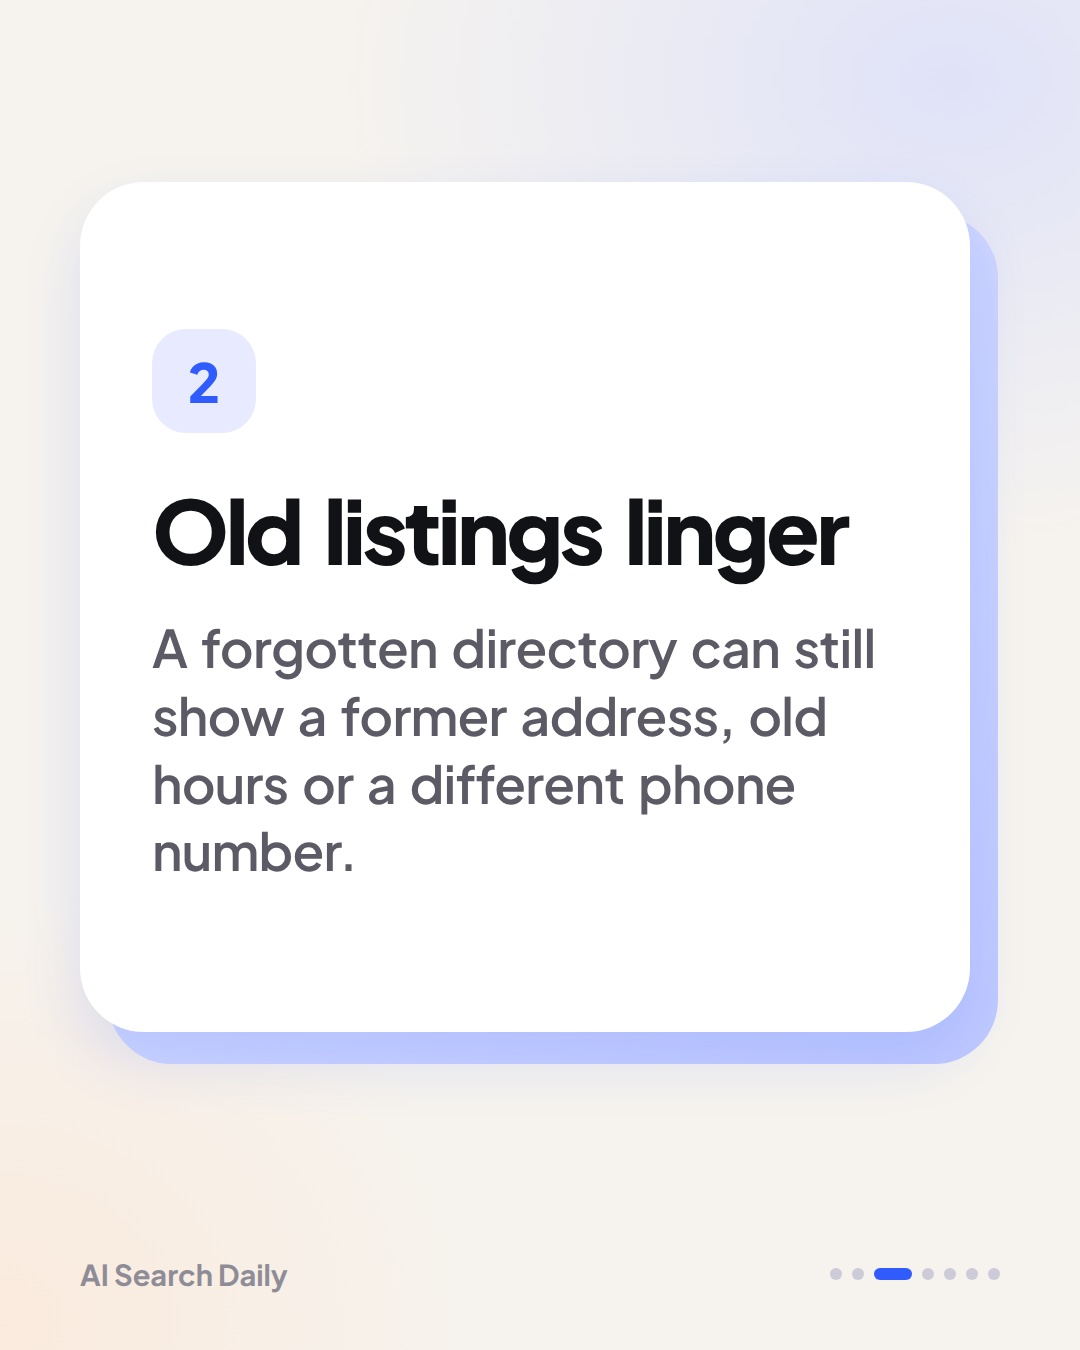 2
Old listings linger
A forgotten directory can still
show a former address, old
hours or a different phone
number.
AI Search Daily